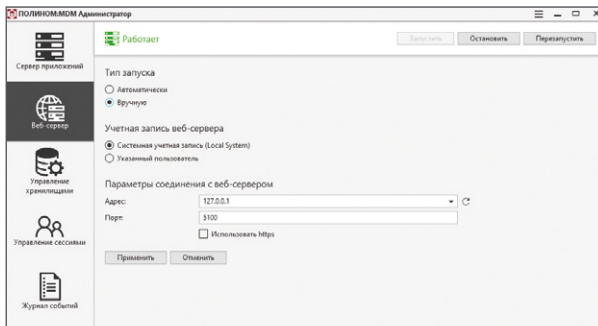 ПОЛИНОМ:MDM Администратор
Сервер приложений
Веб-сервер
Управление
хранилищами
Управление сессиями
Журнал событий
Работает
Запустить
Остановить
Перезапустить
Тип запуска
Автоматически
Вручную
Учетная запись веб-сервера
Системная учетная запись (Local System)
Указанный пользователь
Параметры соединения с веб-сервером
Адрес:
127.0.0.1
Порт:
5100
Использовать https
Применить
Отменить